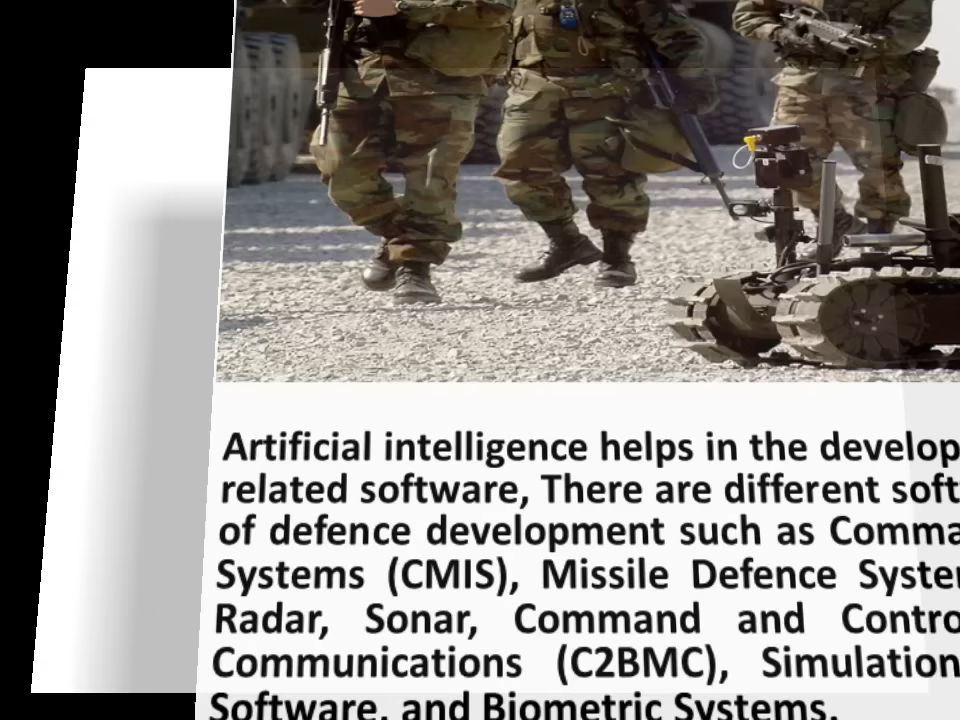 Artificial intelligence helps in the develop
related software, There are different soft
of defence development such as Comma
Systems (CMIS), Missile Defence Syste
Radar, Sonar, Command and Contro
Communications (C2BMC), Simulation
Software, and Biometric Systems.